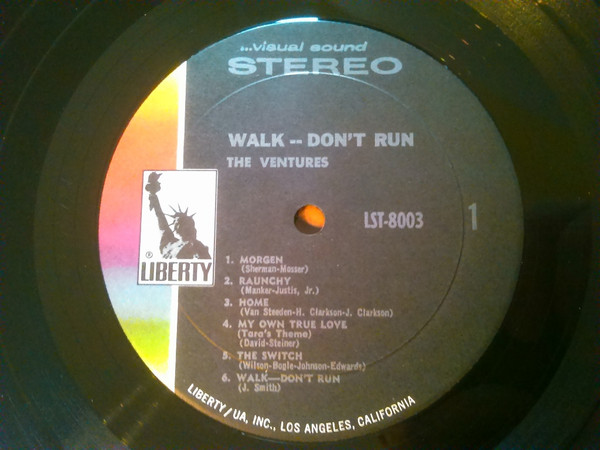 ...visual sound
STEREO
WALK -- DON'T RUN
THE VENTURES
LST-8003
1
®
LIBERTY
1. MORGEN
(Sherman-Mosser)
2. RAUNCHY
(Manker-Justis, Jr.)
3. HOME
(Van Steeden-H. Clarkson-J. Clarkson)
4. MY OWN TRUE LOVE
(Tara's Theme)
(David-Steiner)
5. THE SWITCH
(Wilson-Bogle-Johnson-Edwards)
6. WALK—DON'T RUN
(J. Smith)
LIBERTY/UA, INC., LOS ANGELES, CALIFORNIA